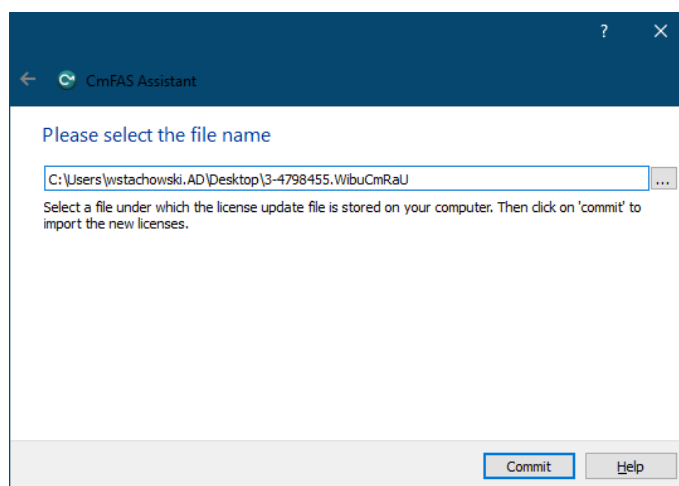 ?
CmFAS Assistant
Please select the file name
C:\Users\wstachowski.AD\Desktop\3-4798455.WibuCmRaU
...
Select a file under which the license update file is stored on your computer. Then click on 'commit' to
import the new licenses.
Commit
Help